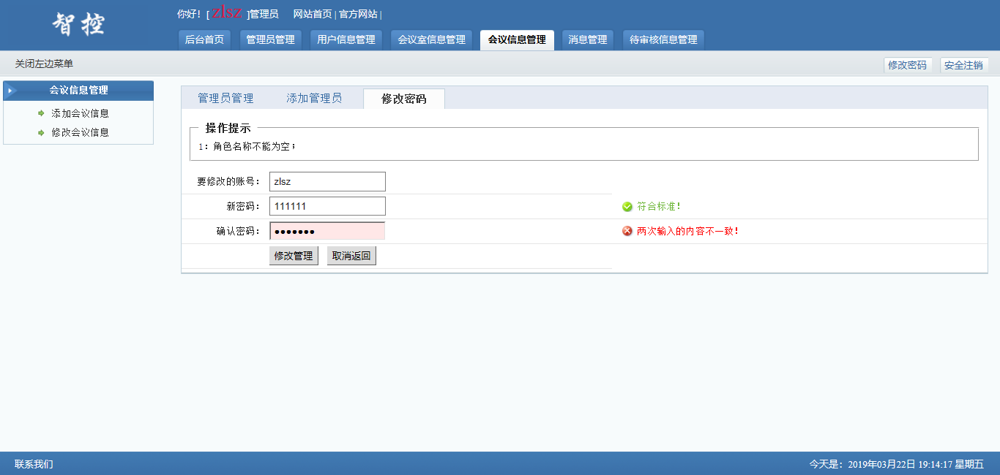 智控
你好！[ zlsz ]管理员 网站首页 | 官方网站 |
后台首页 管理员管理 用户信息管理 会议室信息管理 会议信息管理 消息管理 待审核信息管理
关闭左边菜单 修改密码 安全注销
会议信息管理
添加会议信息
修改会议信息
管理员管理 添加管理员 修改密码
操作提示
1：角色名称不能为空；
要修改的账号： zlsz
新密码： 111111 符合标准！
确认密码： ●●●●●●● 两次输入的内容不一致！
修改管理 取消返回
联系我们 今天是：2019年03月22日 19:14:17 星期五